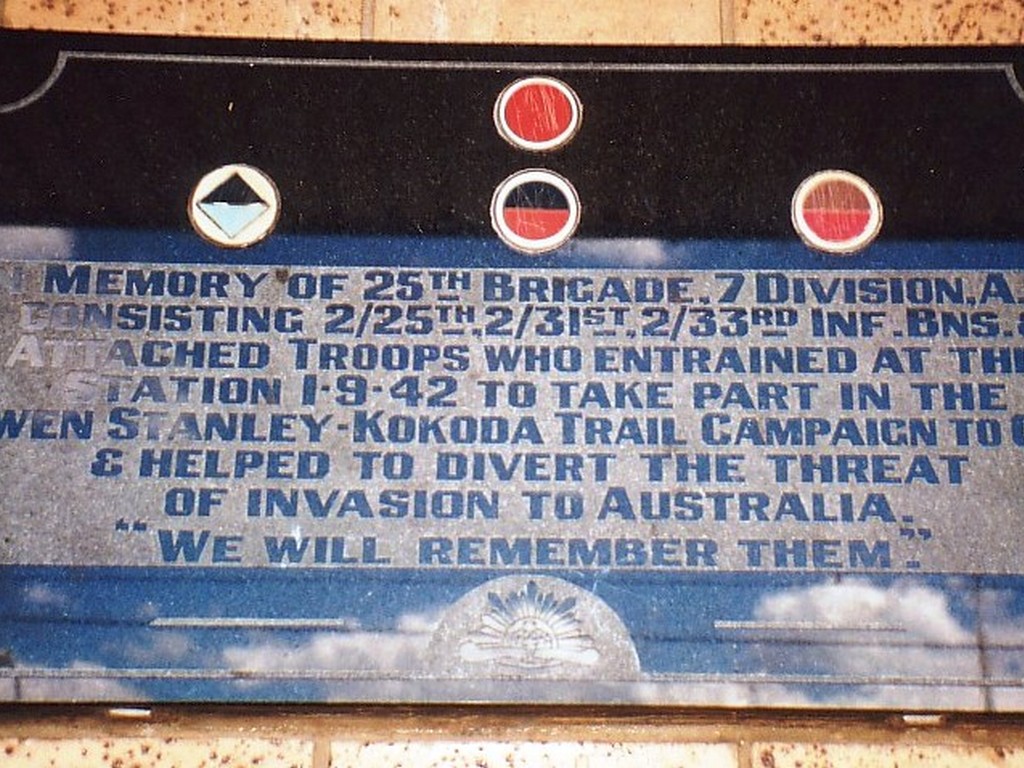 MEMORY OF 25TH BRIGADE, 7 DIVISION, A.
CONSISTING 2/25TH, 2/31ST, 2/33RD INF. BNS.
ATTACHED TROOPS WHO ENTRAINED AT
STATION 1-9-42 TO TAKE PART IN THE
STANLEY-KOKODA TRAIL CAMPAIGN TO
& HELPED TO DIVERT THE THREAT
OF INVASION TO AUSTRALIA.
"WE WILL REMEMBER THEM".